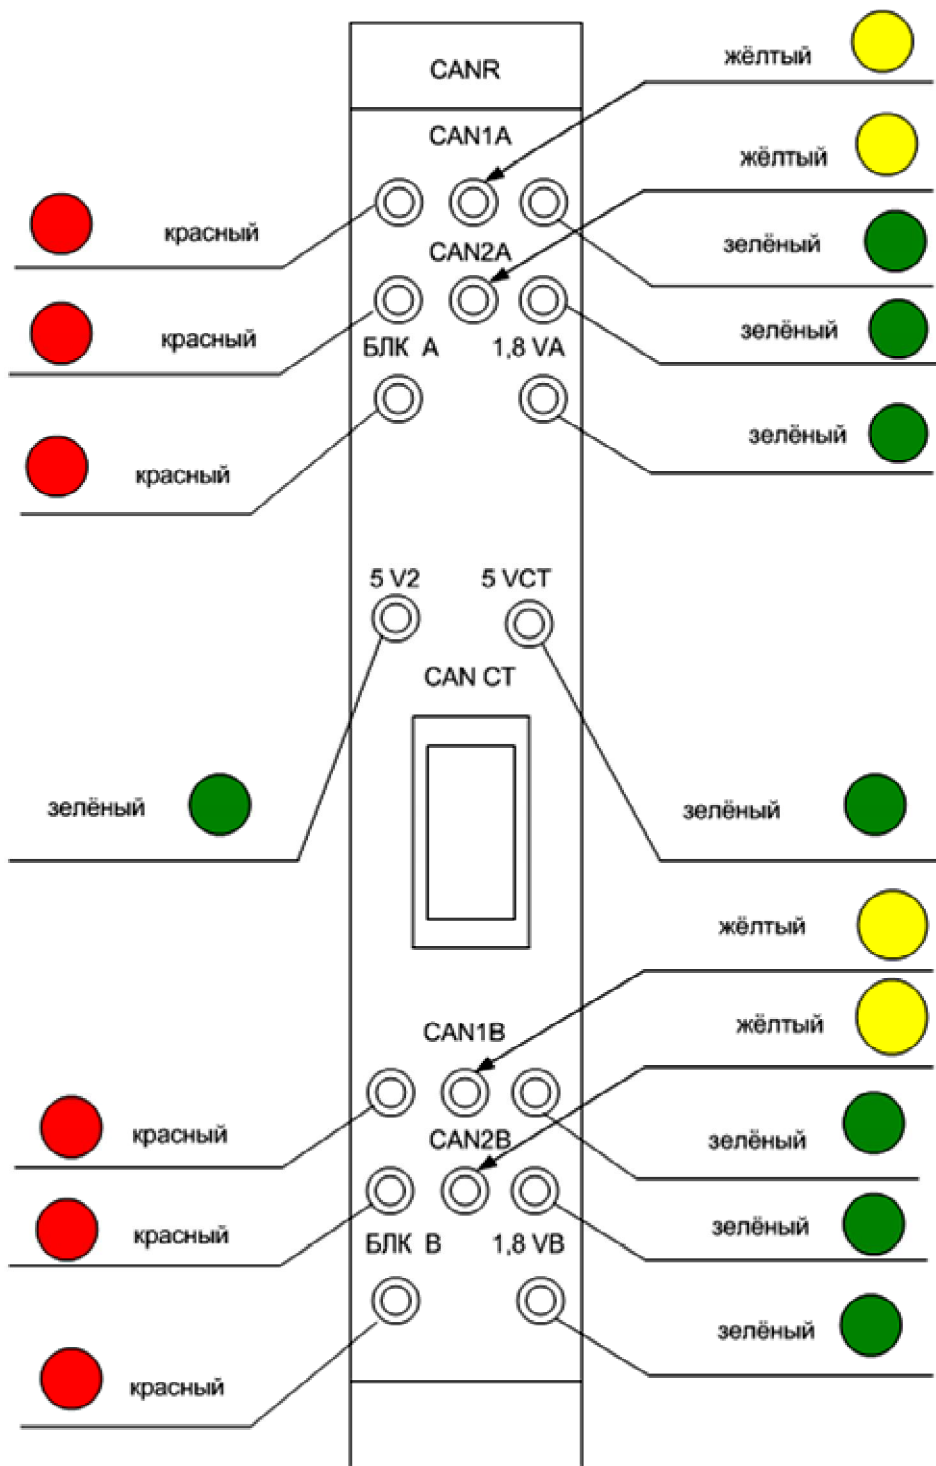 CANR
жёлтый
CAN1A
жёлтый
красный
зелёный
CAN2A
красный
зелёный
БЛК А
1,8 VA
красный
зелёный
5 V2
5 VCT
CAN CT
зелёный
зелёный
жёлтый
CAN1B
жёлтый
красный
CAN2B
зелёный
красный
зелёный
БЛК В
1,8 VB
красный
зелёный